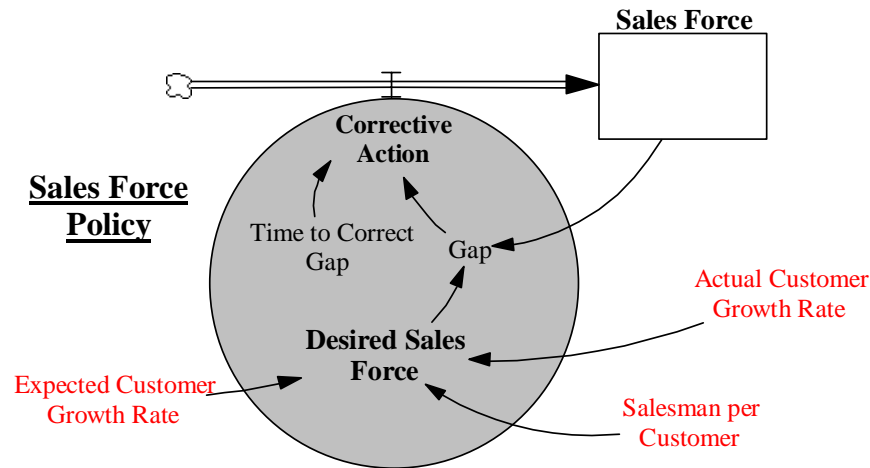 Sales Force
Corrective
Action
Sales Force
Policy
Time to Correct
Gap
Gap
Actual Customer
Growth Rate
Desired Sales
Force
Expected Customer
Growth Rate
Salesman per
Customer